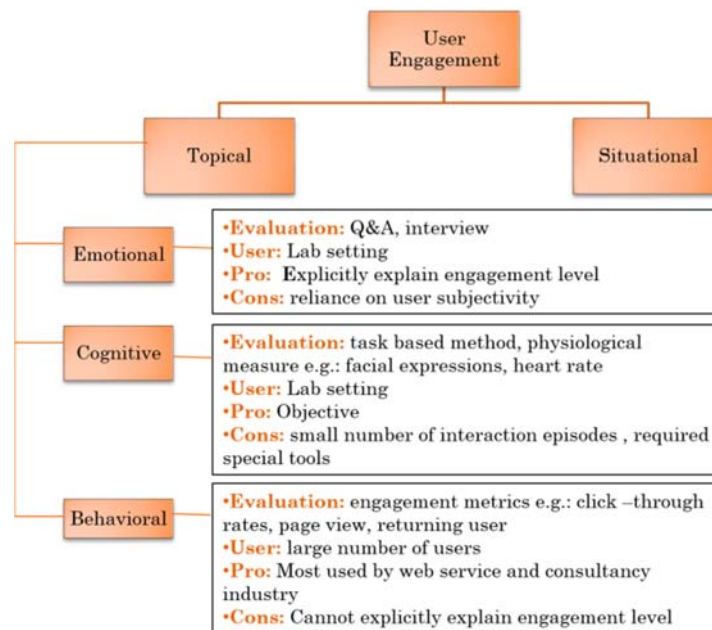 User
Engagement
Topical
Situational
Emotional
•Evaluation: Q&A, interview
•User: Lab setting
•Pro: Explicitly explain engagement level
•Cons: reliance on user subjectivity
Cognitive
•Evaluation: task based method, physiological
measure e.g.: facial expressions, heart rate
•User: Lab setting
•Pro: Objective
•Cons: small number of interaction episodes , required
special tools
Behavioral
•Evaluation: engagement metrics e.g.: click –through
rates, page view, returning user
•User: large number of users
•Pro: Most used by web service and consultancy
industry
•Cons: Cannot explicitly explain engagement level